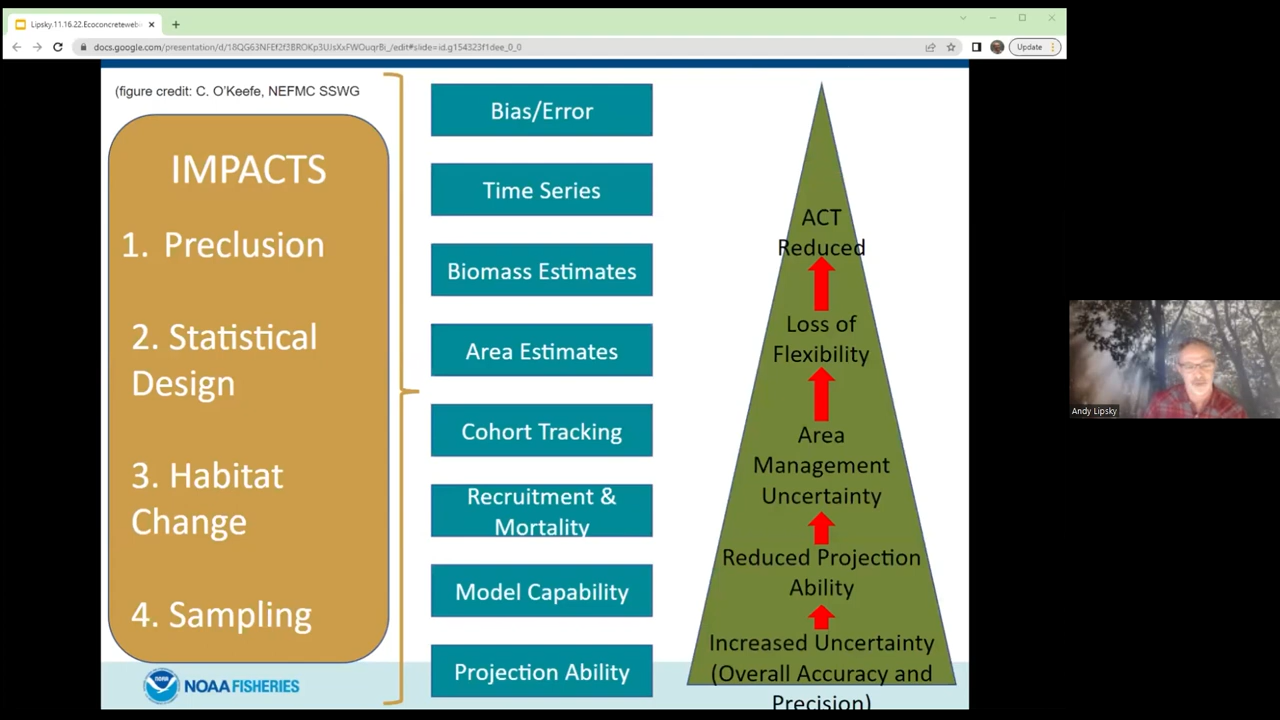 Lipsky.11.16.22.Ecoconcreteweb
docs.google.com/presentation/d/18QG63NFEf2f3BROKp3UJsXxFWOuqrBi_/edit#slide=id.g154323f1dee_0_0
Update
(figure credit: C. O'Keefe, NEFMC SSWG
IMPACTS
1. Preclusion
2. Statistical
Design
3. Habitat
Change
4. Sampling
NOAA FISHERIES
Bias/Error
Time Series
Biomass Estimates
Area Estimates
Cohort Tracking
Recruitment &
Mortality
Model Capability
Projection Ability
ACT
Reduced
Loss of
Flexibility
Area
Management
Uncertainty
Reduced Projection
Ability
Increased Uncertainty
(Overall Accuracy and
Precision)
Andy Lipsky